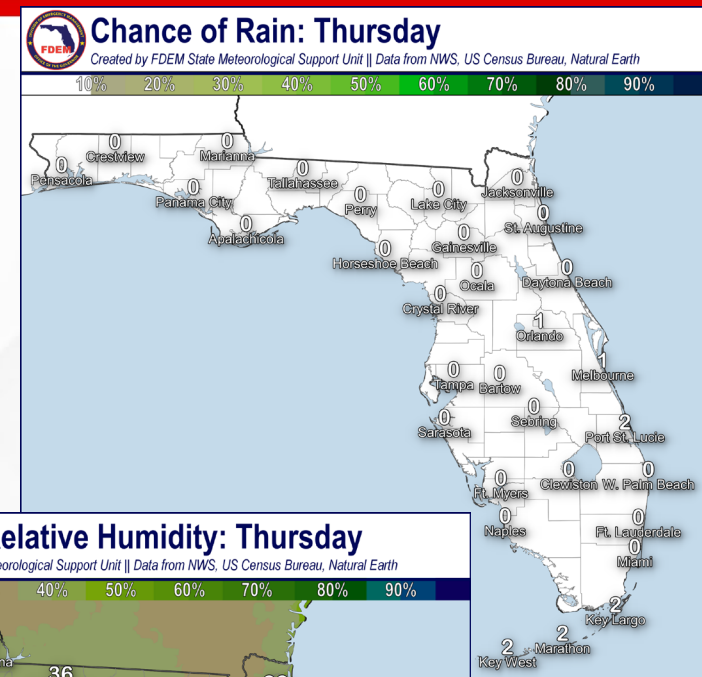 Chance of Rain: Thursday
FDEM
Created by FDEM State Meteorological Support Unit || Data from NWS, US Census Bureau, Natural Earth
10% 20% 30% 40% 50% 60% 70% 80% 90%
0
Crestview
0
Marianna
0
Pensacola
0
Tallahassee
0
Jacksonville
0
Panama City
0
Perry
0
Lake City
0
St. Augustine
0
Apalachicola
0
Gainesville
0
Horseshoe Beach
0
Ocala
0
Daytona Beach
0
Crystal River
1
Orlando
1
Melbourne
0
Tampa
0
Bartow
0
Sebring
0
Sarasota
2
Port St. Lucie
0
Ft. Myers
0
Clewiston
0
W. Palm Beach
0
Naples
0
Ft. Lauderdale
0
Miami
2
Key Largo
2
Marathon
2
Key West
elative Humidity: Thursday
eorological Support Unit || Data from NWS, US Census Bureau, Natural Earth
40% 50% 60% 70% 80% 90%
na
36